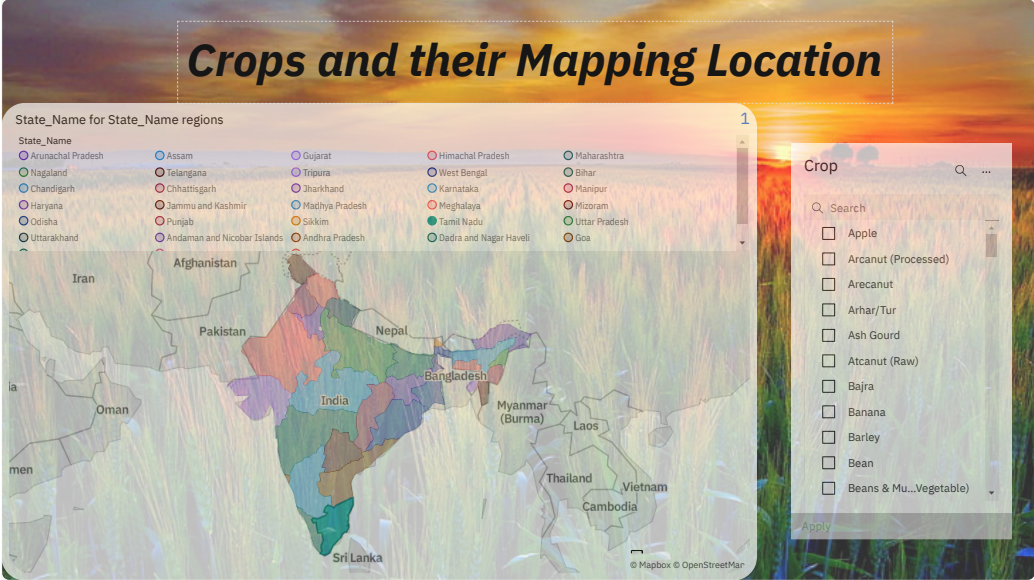 Crops and their Mapping Location
State_Name for State_Name regions
1
State_Name
Arunachal Pradesh Assam Gujarat Himachal Pradesh Maharashtra
Nagaland Telangana Tripura West Bengal Bihar
Chandigarh Chhattisgarh Jharkhand Karnataka Manipur
Haryana Jammu and Kashmir Madhya Pradesh Meghalaya Mizoram
Odisha Punjab Sikkim Tamil Nadu Uttar Pradesh
Uttarakhand Andaman and Nicobar Islands Andhra Pradesh Dadra and Nagar Haveli Goa
Afghanistan
Iran
Pakistan
Nepal
Bangladesh
India
Oman
Myanmar
(Burma)
Laos
men
Thailand
Vietnam
Cambodia
Sri Lanka
© Mapbox © OpenStreetMap
Crop
...
Search
Apple
Arcanut (Processed)
Arecanut
Arhar/Tur
Ash Gourd
Atcanut (Raw)
Bajra
Banana
Barley
Bean
Beans & Mu...Vegetable)
Apply